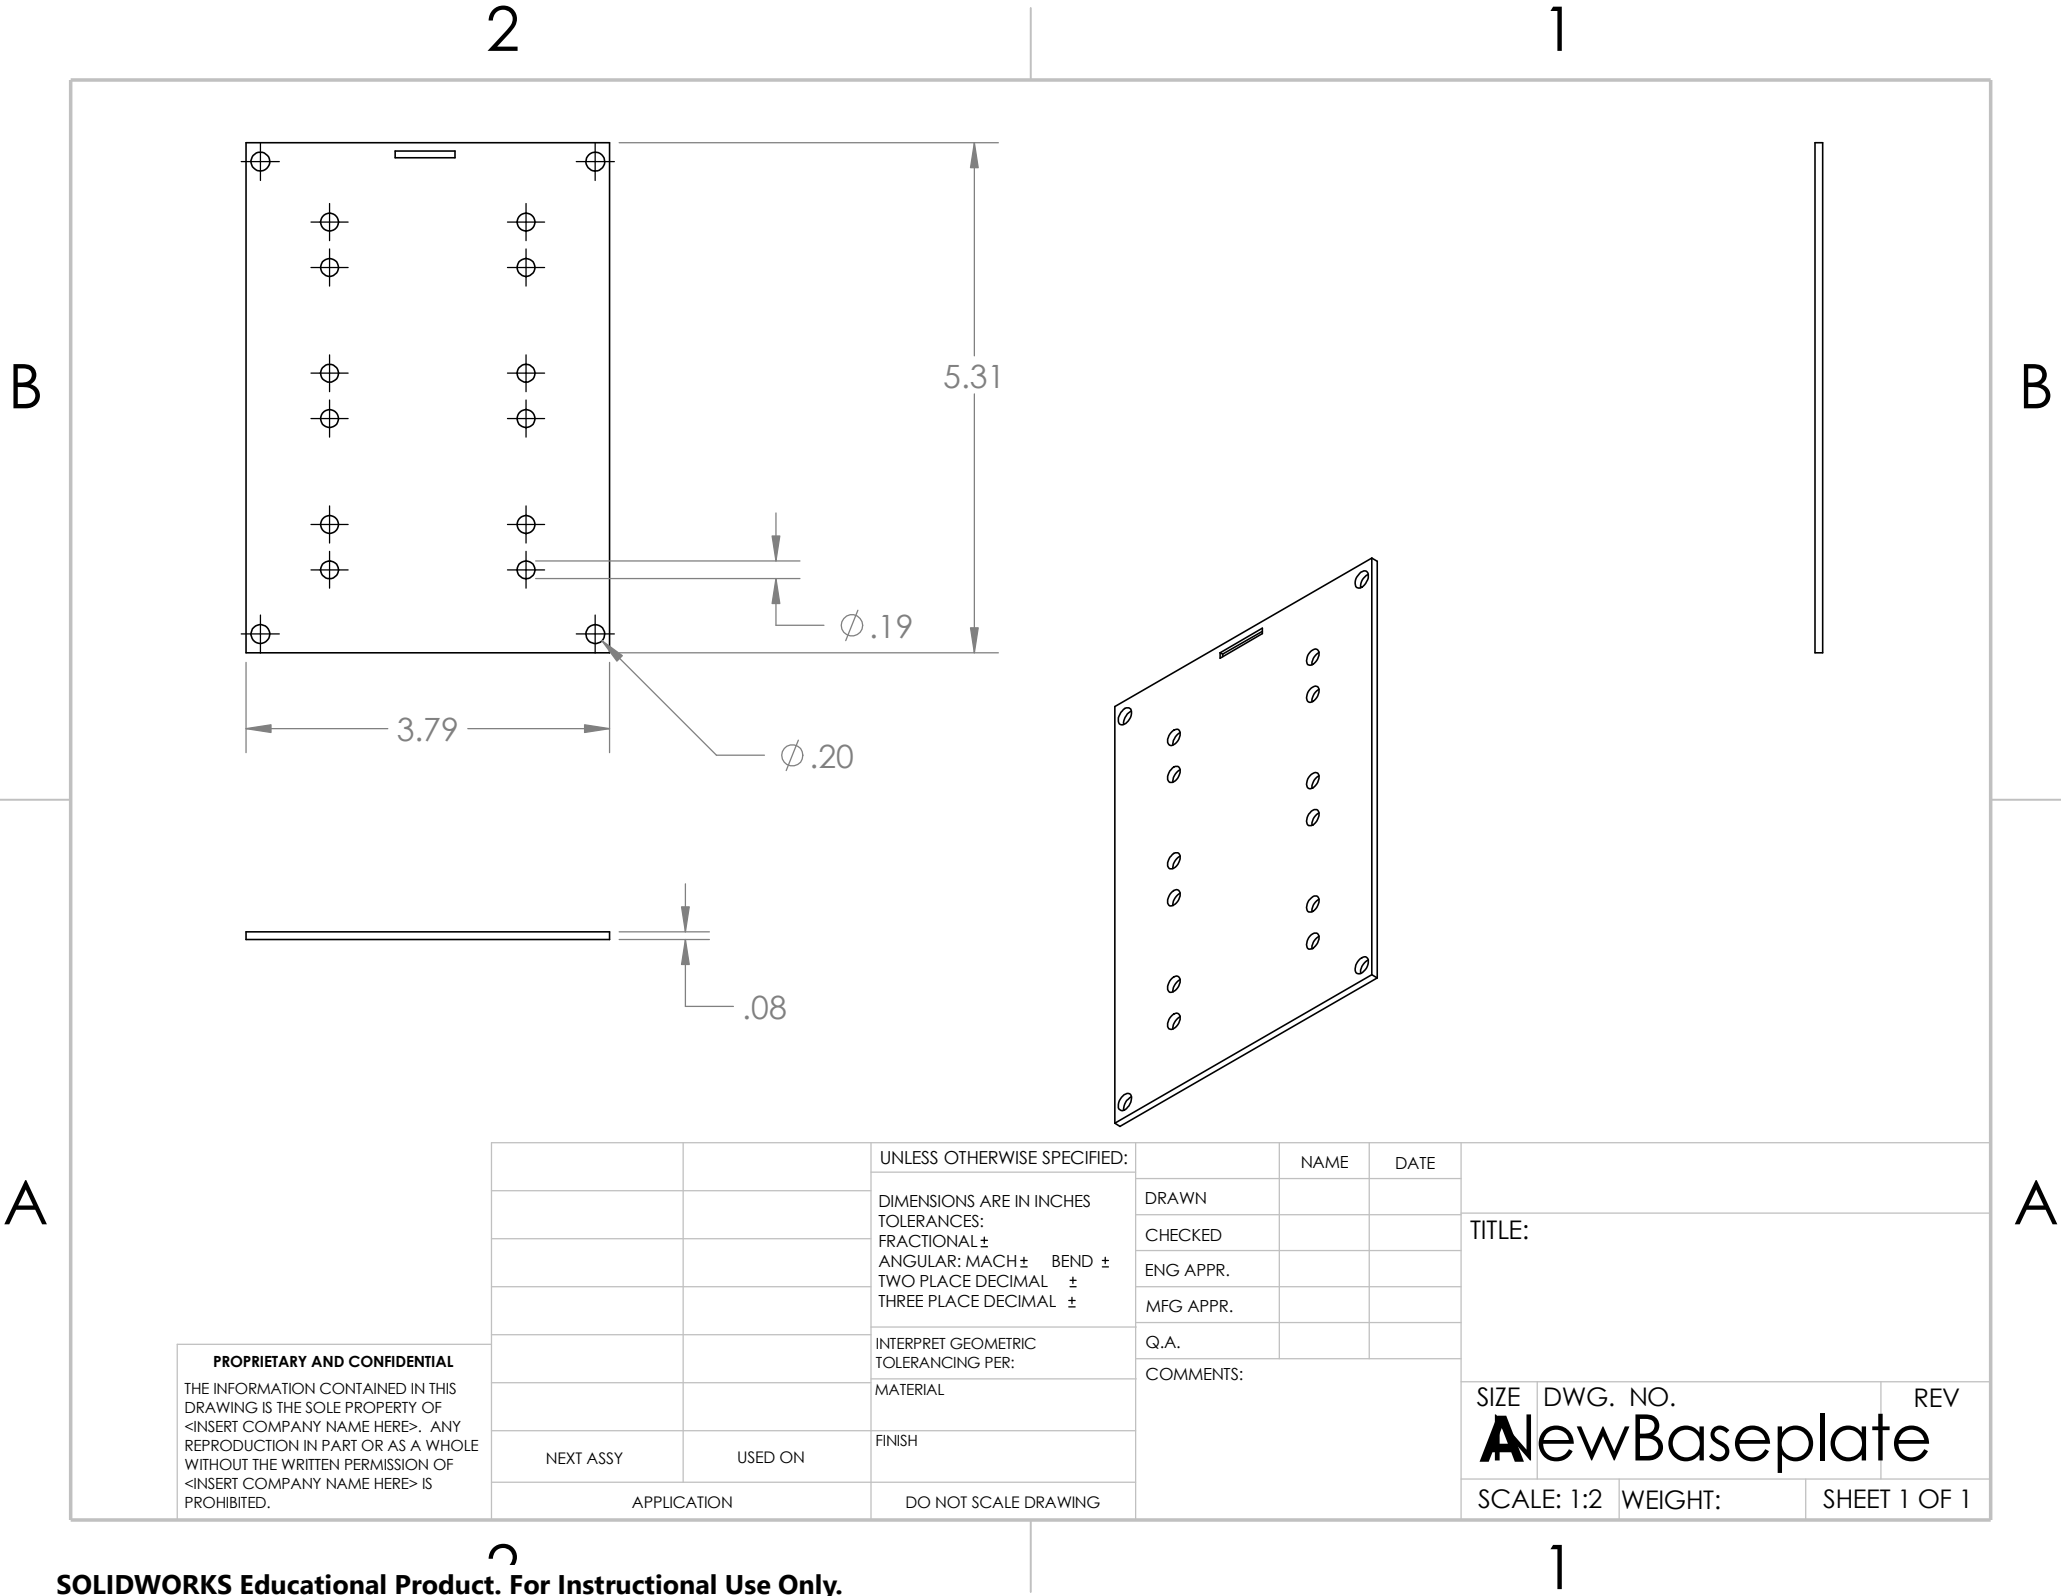 2
1
B
B
5.31
⌀.19
3.79
⌀.20
.08
A
A
UNLESS OTHERWISE SPECIFIED:
DIMENSIONS ARE IN INCHES
TOLERANCES:
FRACTIONAL ±
ANGULAR: MACH ± BEND ±
TWO PLACE DECIMAL ±
THREE PLACE DECIMAL ±
INTERPRET GEOMETRIC
TOLERANCING PER:
MATERIAL
FINISH
DO NOT SCALE DRAWING
NAME DATE
DRAWN
CHECKED
ENG APPR.
MFG APPR.
Q.A.
COMMENTS:
TITLE:
SIZE DWG. NO. REV
A NewBaseplate
SCALE: 1:2 WEIGHT: SHEET 1 OF 1
PROPRIETARY AND CONFIDENTIAL
THE INFORMATION CONTAINED IN THIS
DRAWING IS THE SOLE PROPERTY OF
<INSERT COMPANY NAME HERE>. ANY
REPRODUCTION IN PART OR AS A WHOLE
WITHOUT THE WRITTEN PERMISSION OF
<INSERT COMPANY NAME HERE> IS
PROHIBITED.
NEXT ASSY USED ON
APPLICATION
2
1
SOLIDWORKS Educational Product. For Instructional Use Only.